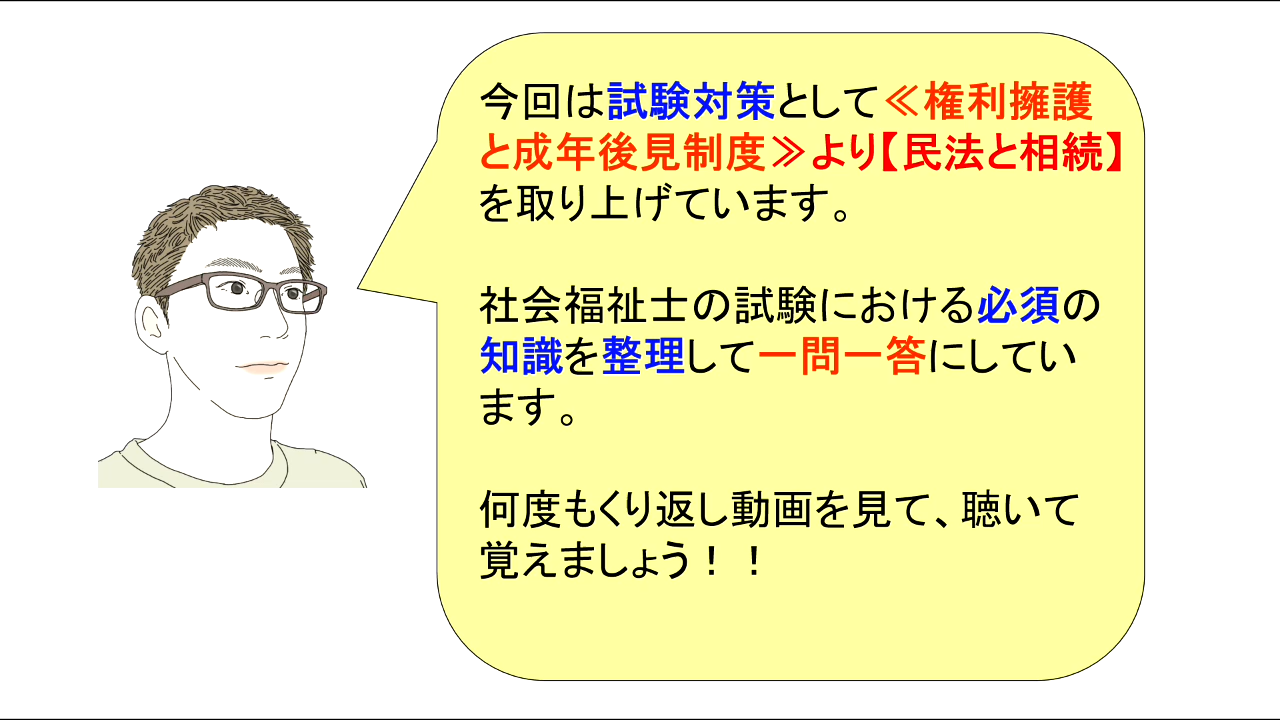 今回は試験対策として≪権利擁護
と成年後見制度≫より【民法と相続】
を取り上げています。
社会福祉士の試験における必須の
知識を整理して一問一答にしてい
ます。
何度もくり返し動画を見て、聴いて
覚えましょう！！